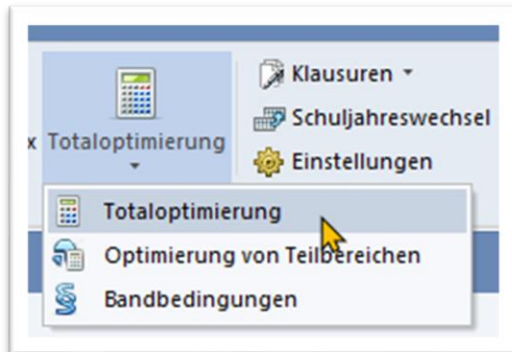 Klausuren
Schuljahreswechsel
x Totaloptimierung
Einstellungen
Totaloptimierung
Optimierung von Teilbereichen
Bandbedingungen